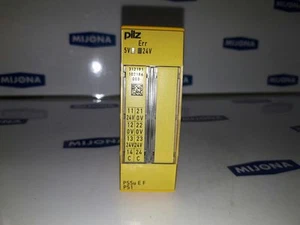 pilz
Err
5V 24V
312191
11 21
24V 0V
12 22
0V 0V
13 23
24V 24V
14 24
C C
PSSu E F
PS1
MIJONA
MIJONA
MIJONA
MIJONA